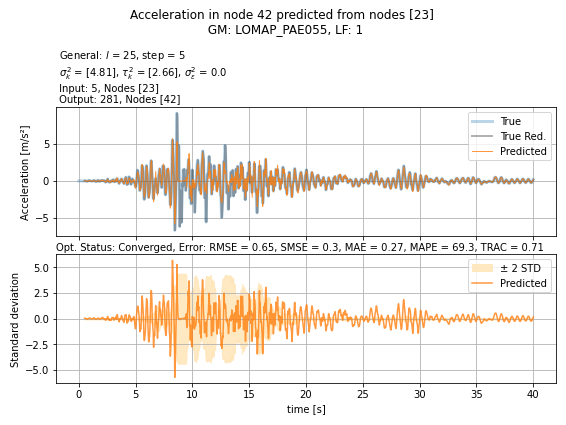 Acceleration in node 42 predicted from nodes [23]
GM: LOMAP_PAE055, LF: 1
General: l = 25, step = 5
σ²ₖ = [4.81], τ²ₖ = [2.66], σ²ₑ = 0.0
Input: 5, Nodes [23]
Output: 281, Nodes [42]
True
True Red.
Predicted
Acceleration [m/s²]
5
0
−5
Opt. Status: Converged, Error: RMSE = 0.65, SMSE = 0.3, MAE = 0.27, MAPE = 69.3, TRAC = 0.71
± 2 STD
Predicted
Standard deviation
5.0
2.5
0.0
−2.5
−5.0
0 5 10 15 20 25 30 35 40
time [s]